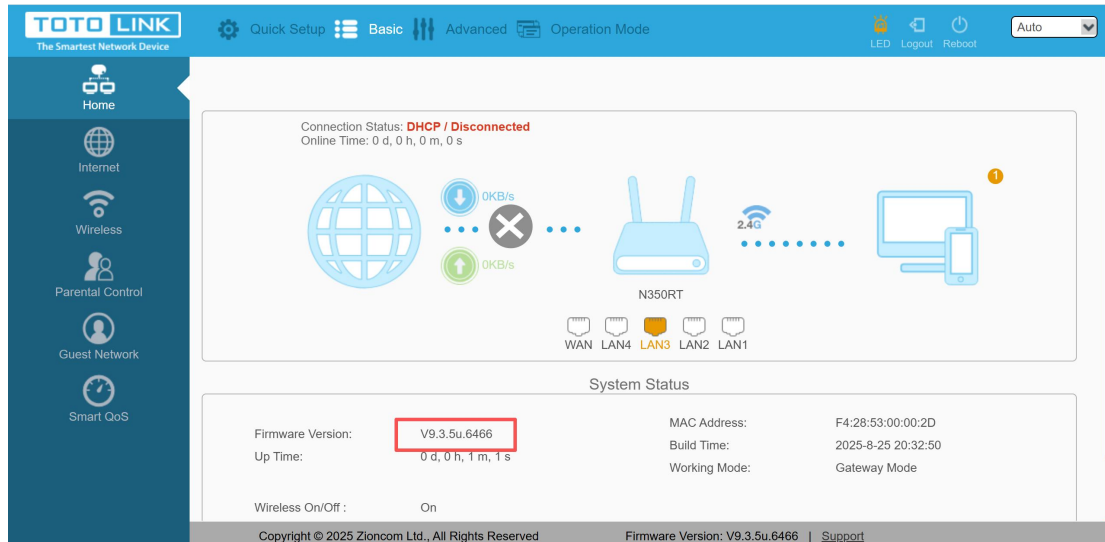 TOTO LINK
The Smartest Network Device
Quick Setup
Basic
Advanced
Operation Mode
LED
Logout
Reboot
Auto
Home
Internet
Wireless
Parental Control
Guest Network
Smart QoS
Connection Status: DHCP / Disconnected
Online Time: 0 d, 0 h, 0 m, 0 s
0KB/s
0KB/s
2.4G
1
N350RT
WAN LAN4 LAN3 LAN2 LAN1
System Status
Firmware Version: V9.3.5u.6466
Up Time: 0 d, 0 h, 1 m, 1 s
Wireless On/Off : On
MAC Address: F4:28:53:00:00:2D
Build Time: 2025-8-25 20:32:50
Working Mode: Gateway Mode
Copyright © 2025 Zioncom Ltd., All Rights Reserved
Firmware Version: V9.3.5u.6466 | Support